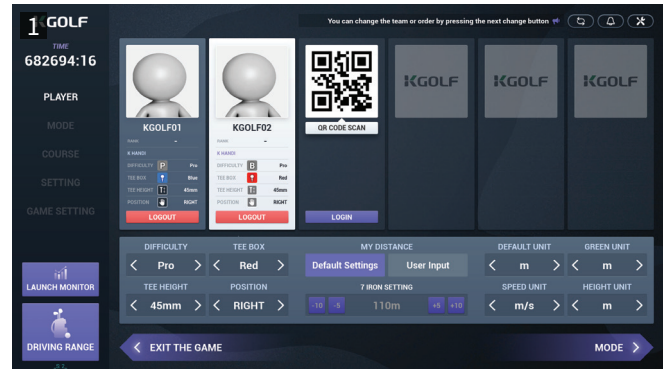 1 KGOLF
You can change the team or order by pressing the next change button
TIME
682694:16
PLAYER
MODE
COURSE
SETTING
GAME SETTING
LAUNCH MONITOR
DRIVING RANGE
KGOLF01
NAME -
K HANDI
DIFFICULTY P Pro
TEE BOX Blue
TEE HEIGHT 45mm
POSITION RIGHT
LOGOUT
KGOLF02
-
K HANDI
DIFFICULTY B Pro
TEE BOX Red
TEE HEIGHT 45mm
POSITION RIGHT
LOGOUT
QR CODE SCAN
LOGIN
KGOLF
KGOLF
KGOLF
DIFFICULTY
< Pro >
TEE BOX
< Red >
MY DISTANCE
Default Settings User Input
DEFAULT UNIT
< m >
GREEN UNIT
< m >
TEE HEIGHT
< 45mm >
POSITION
< RIGHT >
7 IRON SETTING
-10 -5 110m +5 +10
SPEED UNIT
< m/s >
HEIGHT UNIT
< m >
< EXIT THE GAME
MODE >